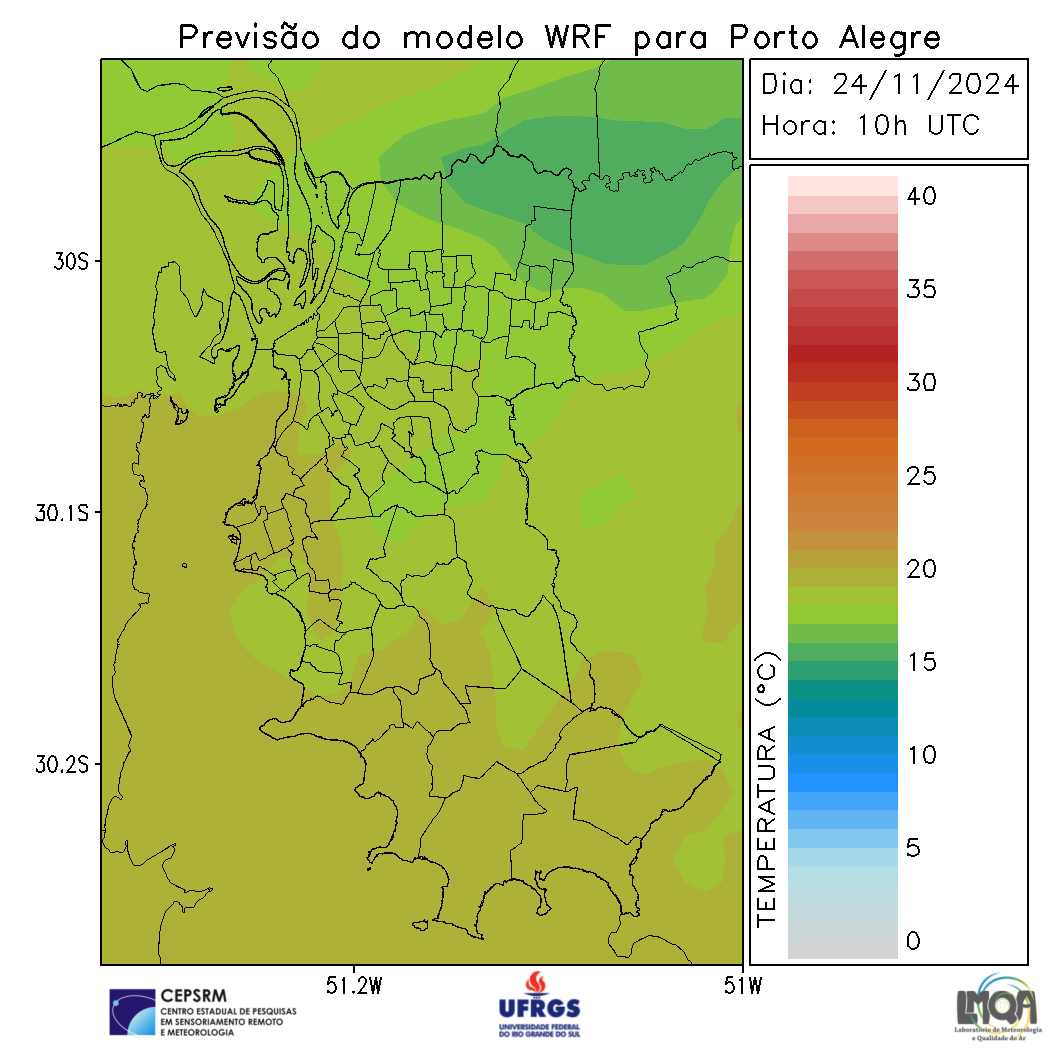 Previsão do modelo WRF para Porto Alegre
Dia: 24/11/2024
Hora: 10h UTC
30S
30.1S
30.2S
51.2W
51W
40
35
30
25
20
15
10
5
0
TEMPERATURA (°C)
CEPSRM
CENTRO ESTADUAL DE PESQUISAS
EM SENSORIAMENTO REMOTO
E METEOROLOGIA
UFRGS
UNIVERSIDADE FEDERAL
DO RIO GRANDE DO SUL
LMQA
Laboratório de Meteorologia
e Qualidade do Ar